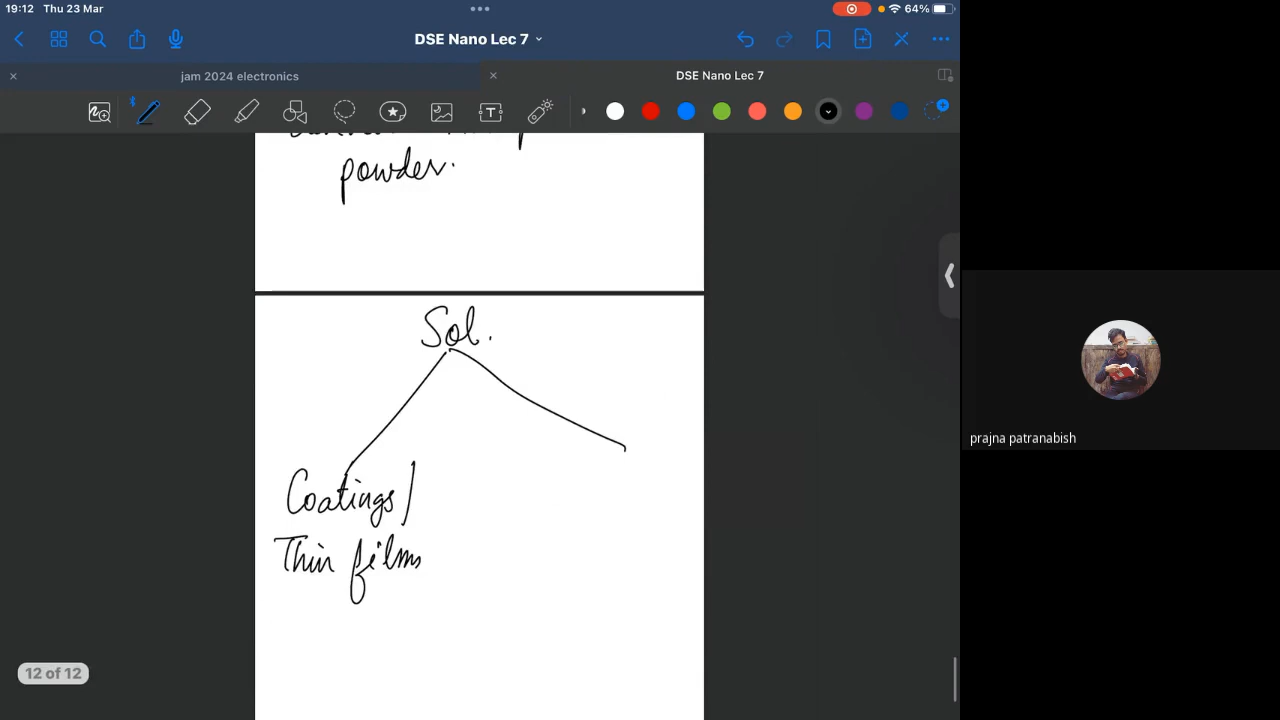 19:12 Thu 23 Mar
64%
DSE Nano Lec 7
jam 2024 electronics
DSE Nano Lec 7
powder.
Sol.
Coatings/
Thin films
prajna patranabish
12 of 12